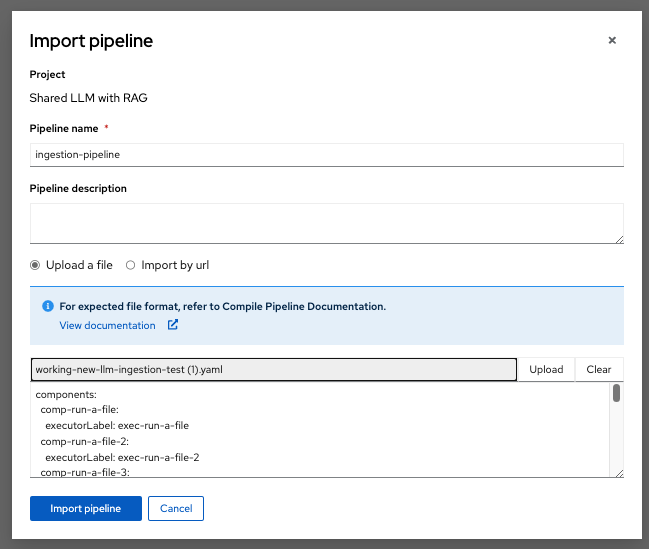 Import pipeline
Project
Shared LLM with RAG
Pipeline name *
ingestion-pipeline
Pipeline description
Upload a file Import by url
For expected file format, refer to Compile Pipeline Documentation.
View documentation
working-new-llm-ingestion-test (1).yaml Upload Clear
components:
comp-run-a-file:
executorLabel: exec-run-a-file
comp-run-a-file-2:
executorLabel: exec-run-a-file-2
comp-run-a-file-3:
Import pipeline Cancel